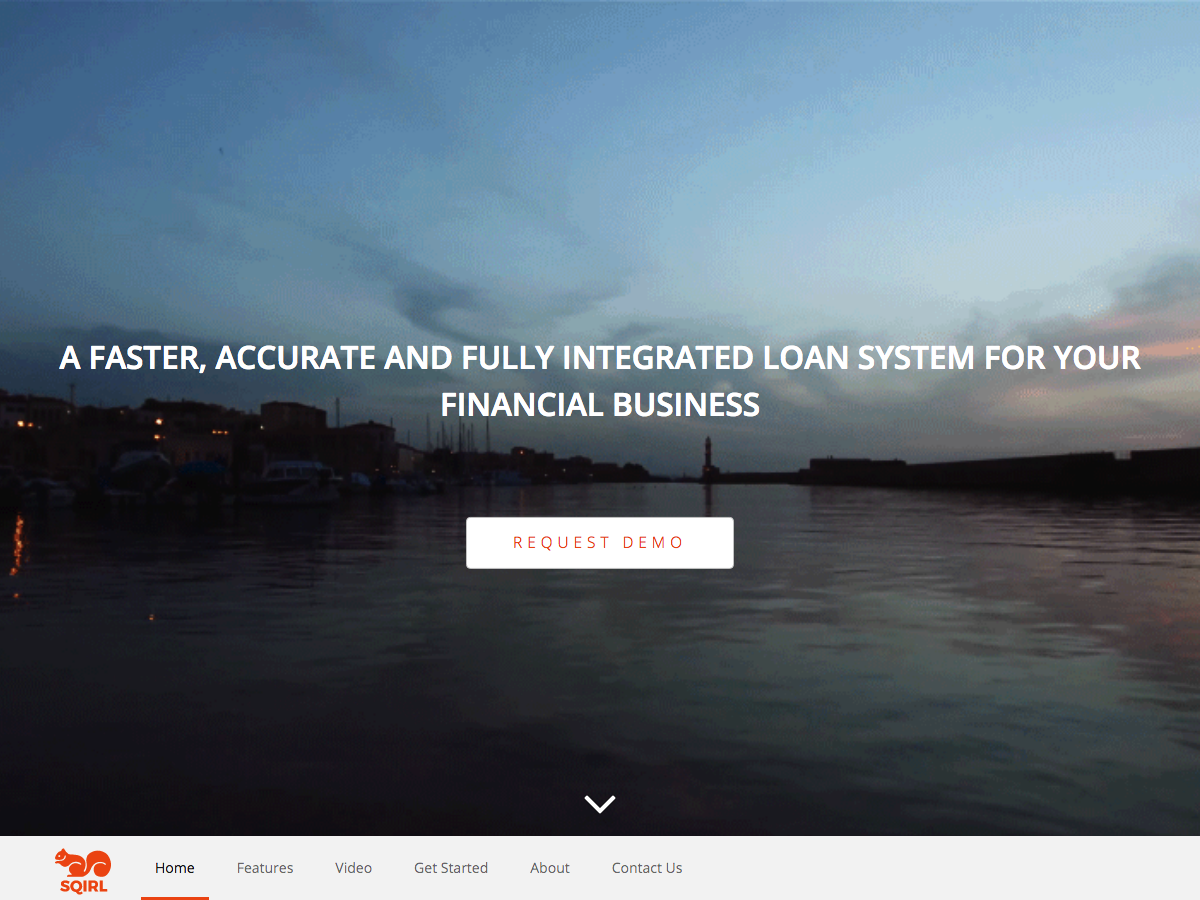 A FASTER, ACCURATE AND FULLY INTEGRATED LOAN SYSTEM FOR YOUR
FINANCIAL BUSINESS
REQUEST DEMO
SQIRL
Home Features Video Get Started About Contact Us